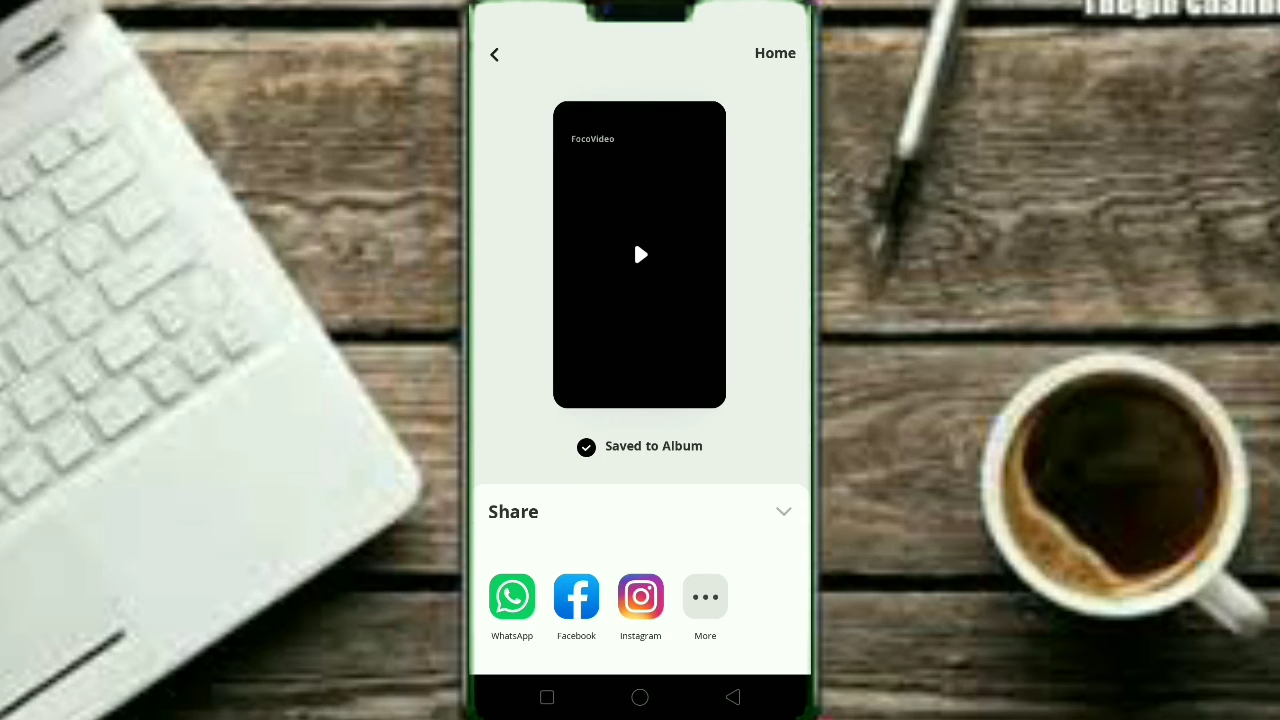 Home
FocoVideo
Saved to Album
Share
WhatsApp
Facebook
Instagram
More